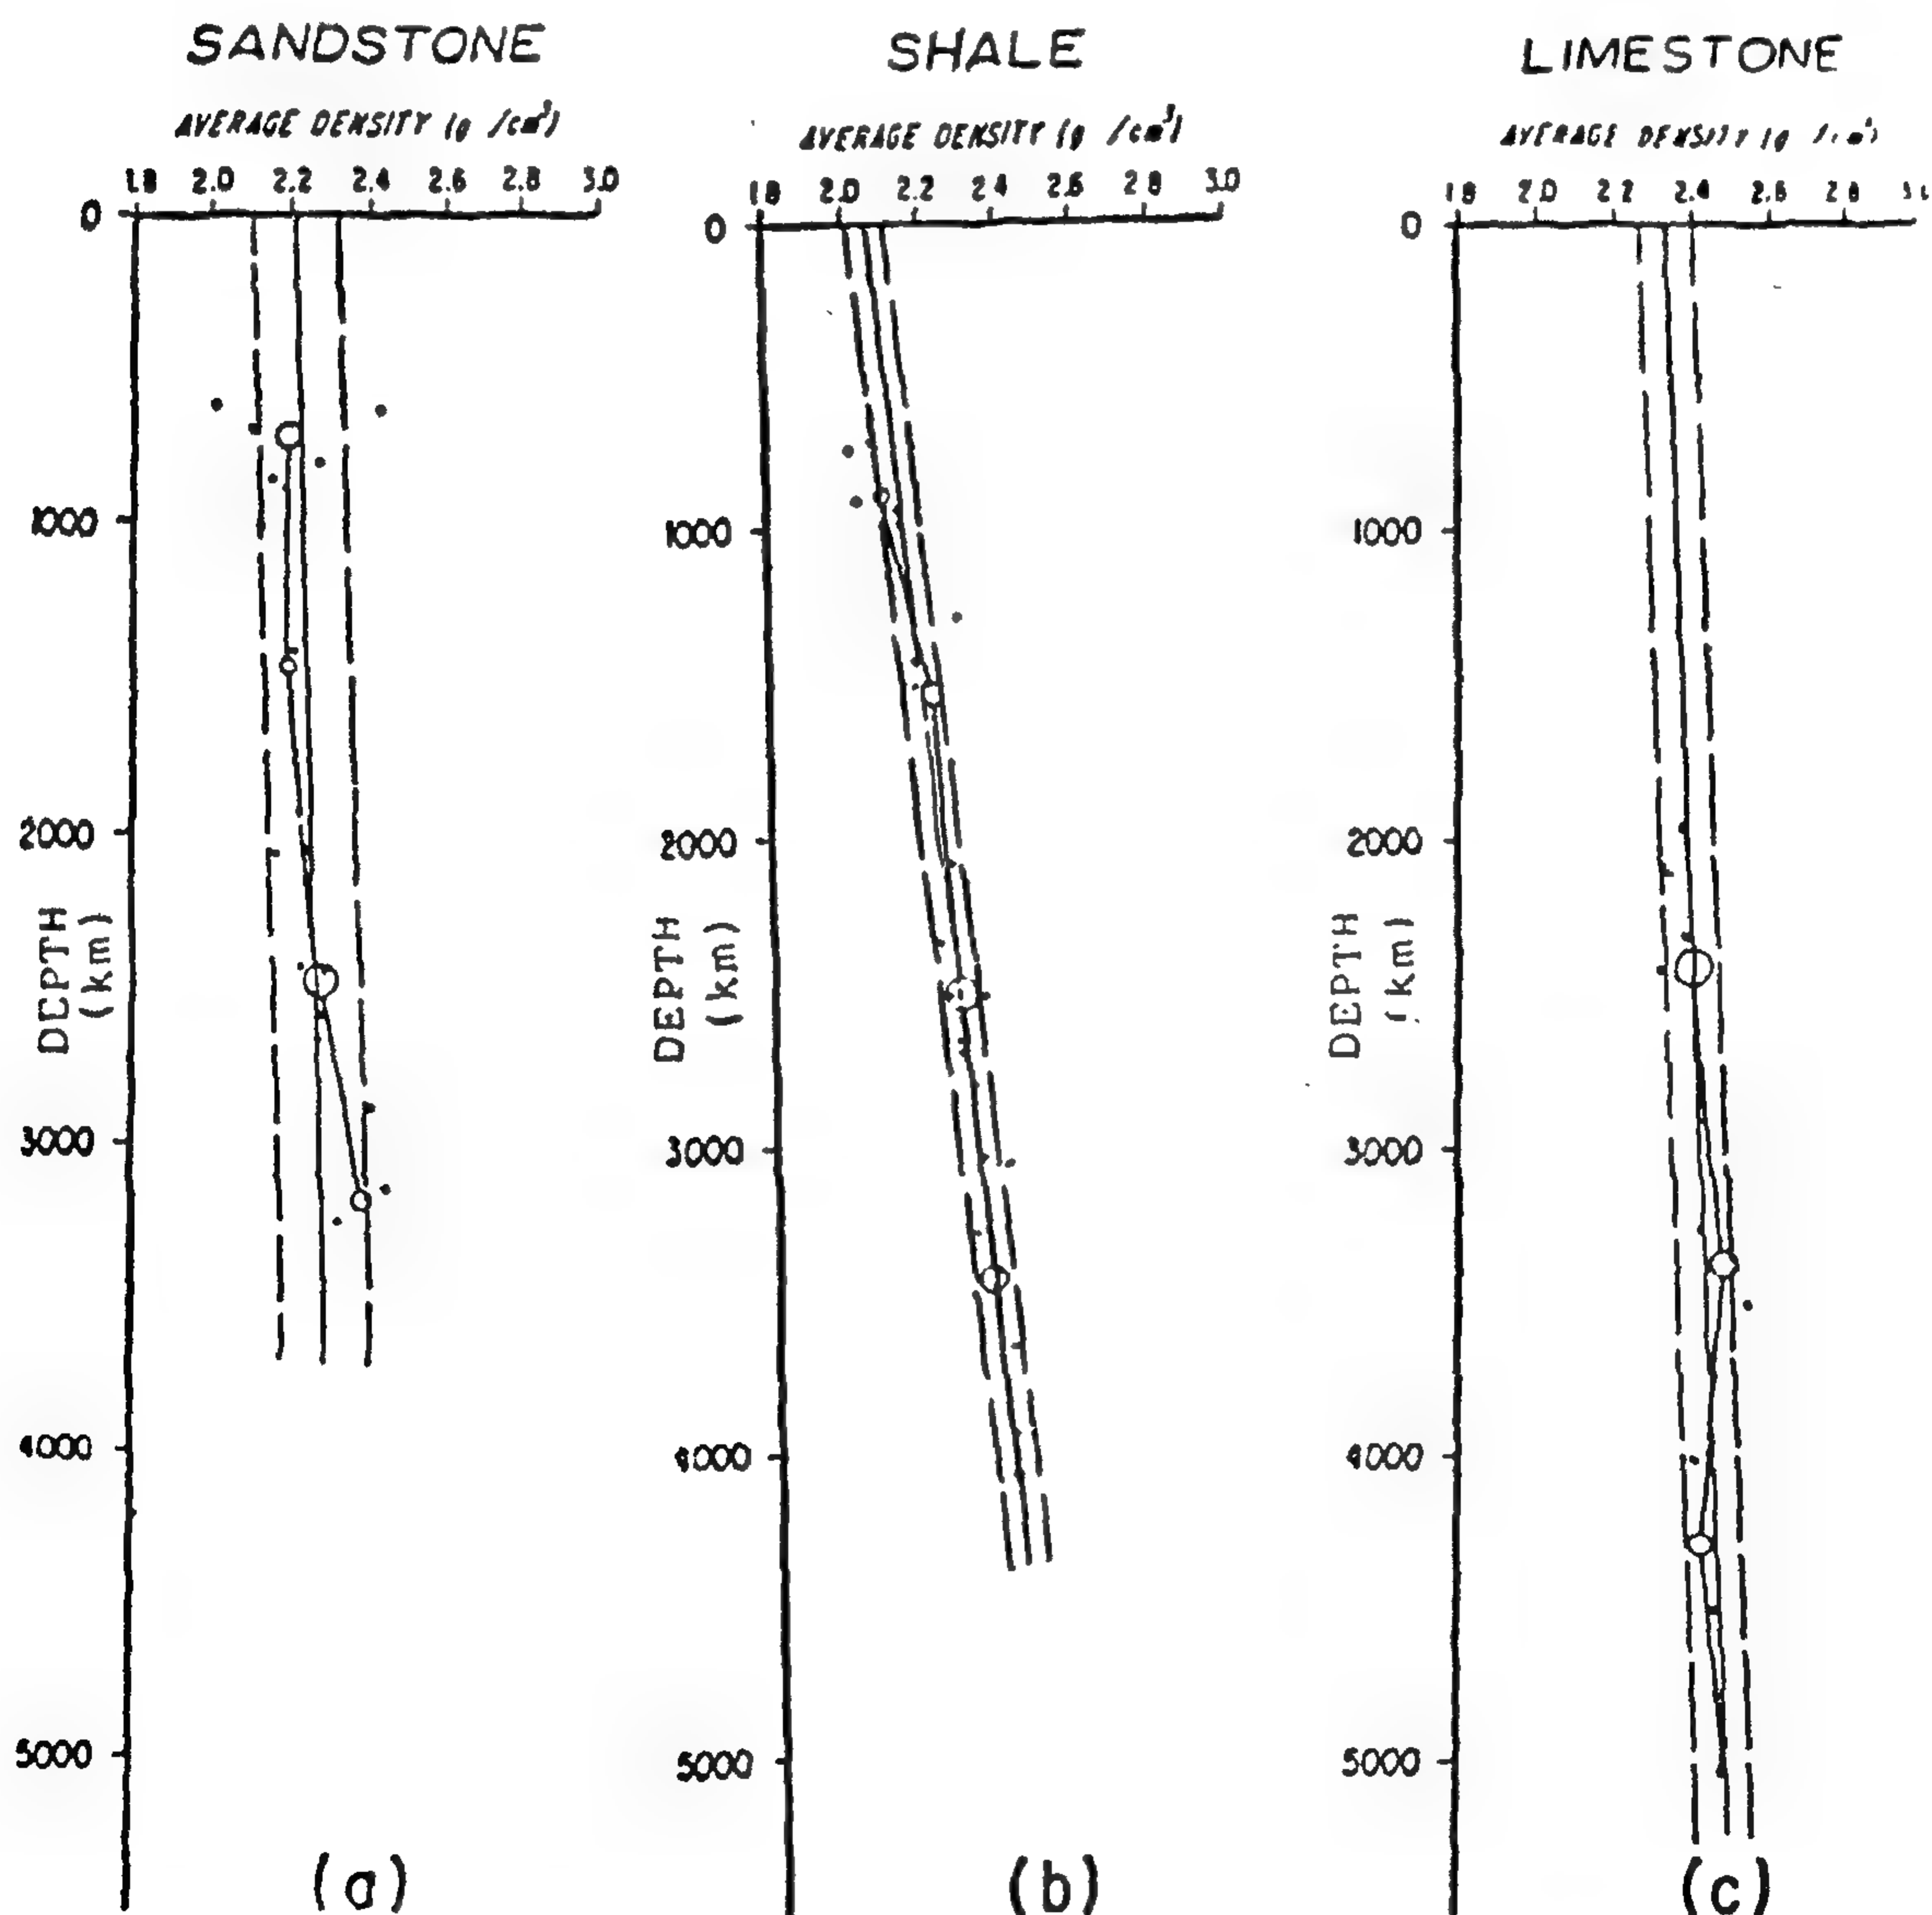 SANDSTONE
AVERAGE DENSITY (g /cm³)
1.8 2.0 2.2 2.4 2.6 2.8 3.0
0
1000
2000
3000
4000
5000
DEPTH
(km)
(a)
SHALE
AVERAGE DENSITY (g /cm³)
1.8 2.0 2.2 2.4 2.6 2.8 3.0
0
1000
2000
3000
4000
5000
DEPTH
(km)
(b)
LIMESTONE
AVERAGE DENSITY (g
1.8 2.0 2.2 2.4 2.6 2.8
0
1000
2000
3000
4000
5000
DEPTH
(km)
(c)